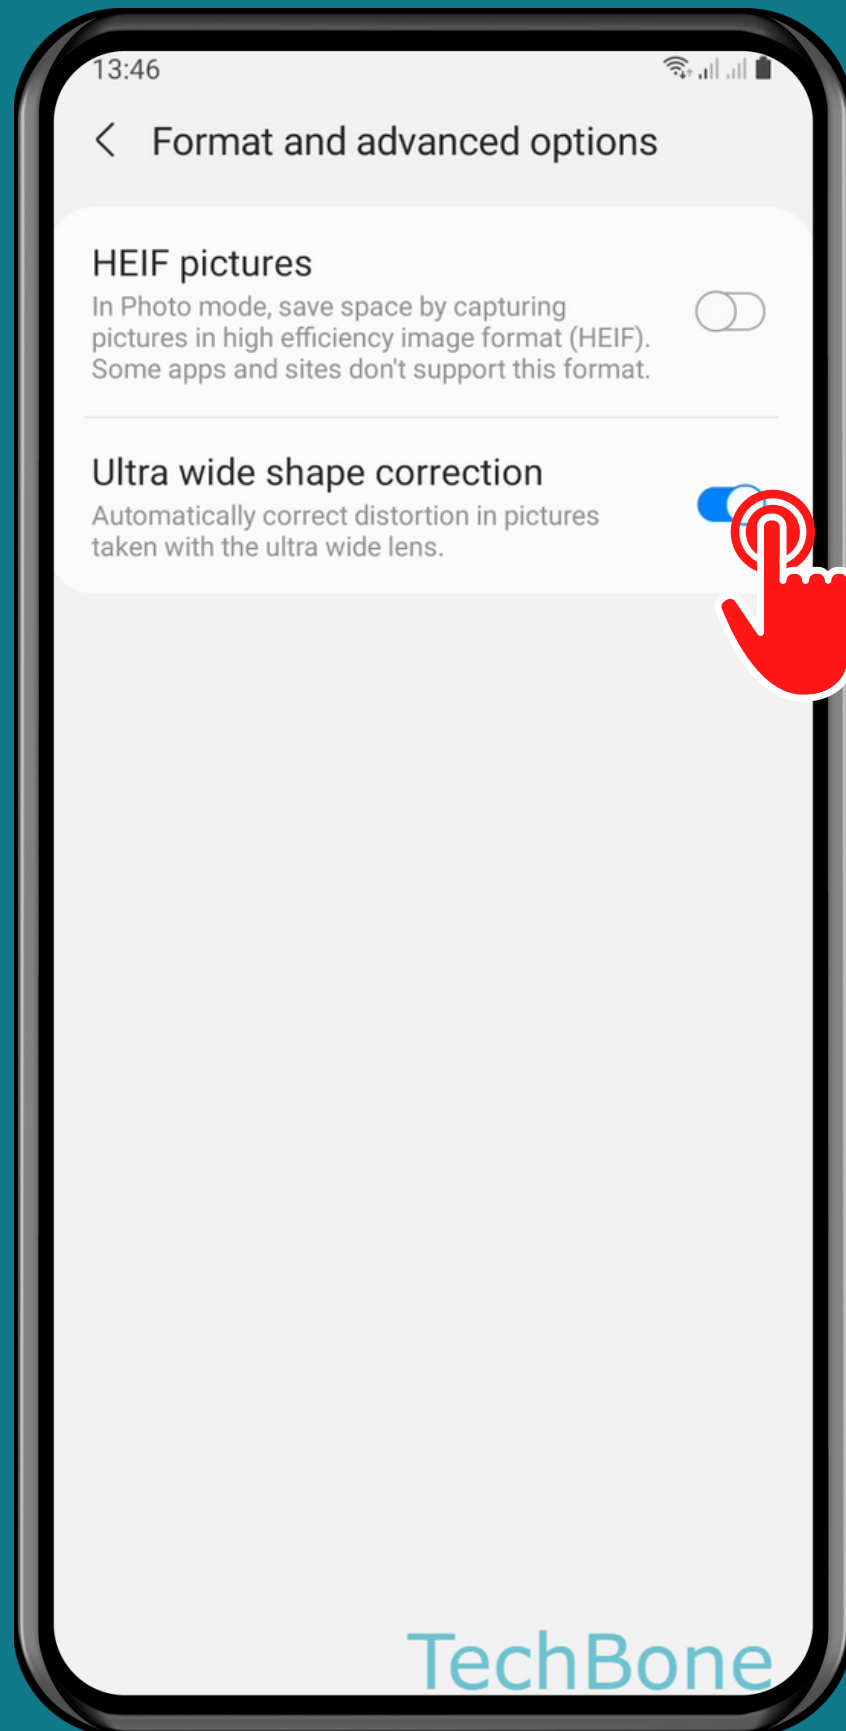 13:46
Format and advanced options
HEIF pictures
In Photo mode, save space by capturing
pictures in high efficiency image format (HEIF).
Some apps and sites don't support this format.
Ultra wide shape correction
Automatically correct distortion in pictures
taken with the ultra wide lens.
TechBone